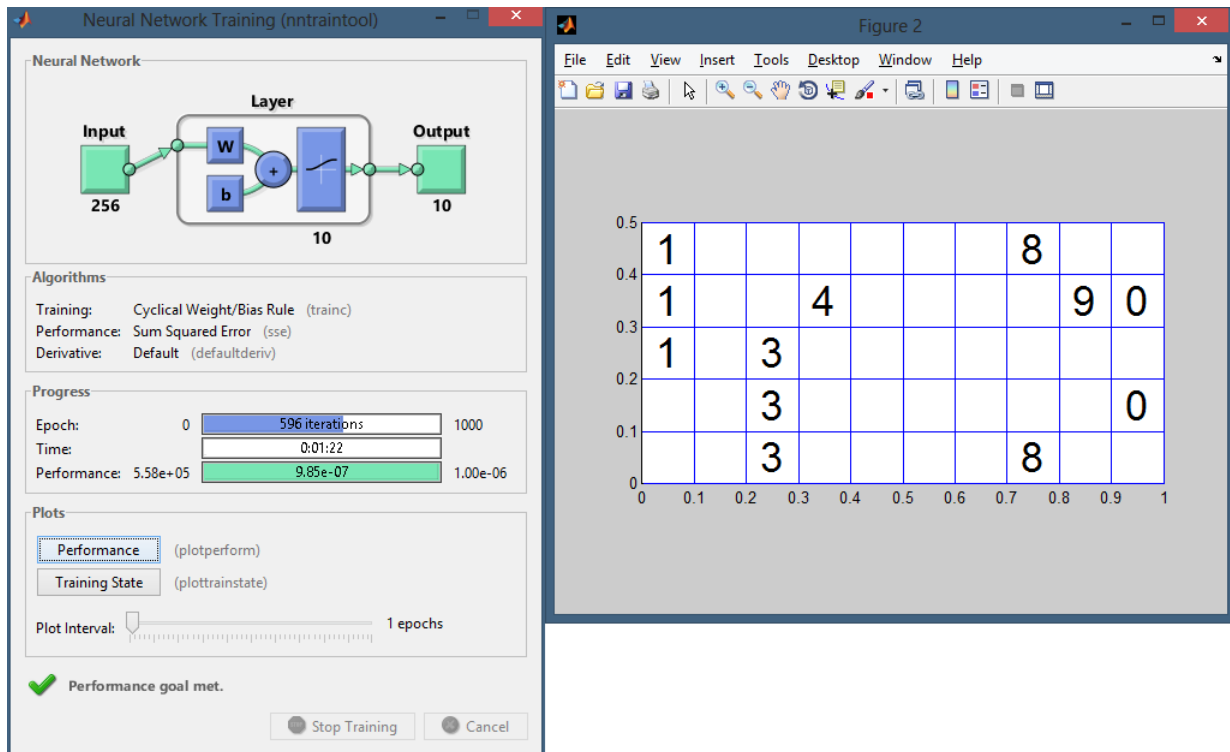 Neural Network Training (nntraintool)
Neural Network
Layer
Input
W
Output
+
b
256
10
10
Algorithms
Training: Cyclical Weight/Bias Rule (trainc)
Performance: Sum Squared Error (sse)
Derivative: Default (defaultderiv)
Progress
Epoch: 0 596 iterations 1000
Time: 0:01:22
Performance: 5.58e+05 9.85e-07 1.00e-06
Plots
Performance (plotperform)
Training State (plottrainstate)
Plot Interval: 1 epochs
Performance goal met.
Stop Training Cancel
Figure 2
File Edit View Insert Tools Desktop Window Help
0.5
1 8
0.4
1 4 9 0
0.3
1 3
0.2
3 0
0.1
3 8
0
0 0.1 0.2 0.3 0.4 0.5 0.6 0.7 0.8 0.9 1